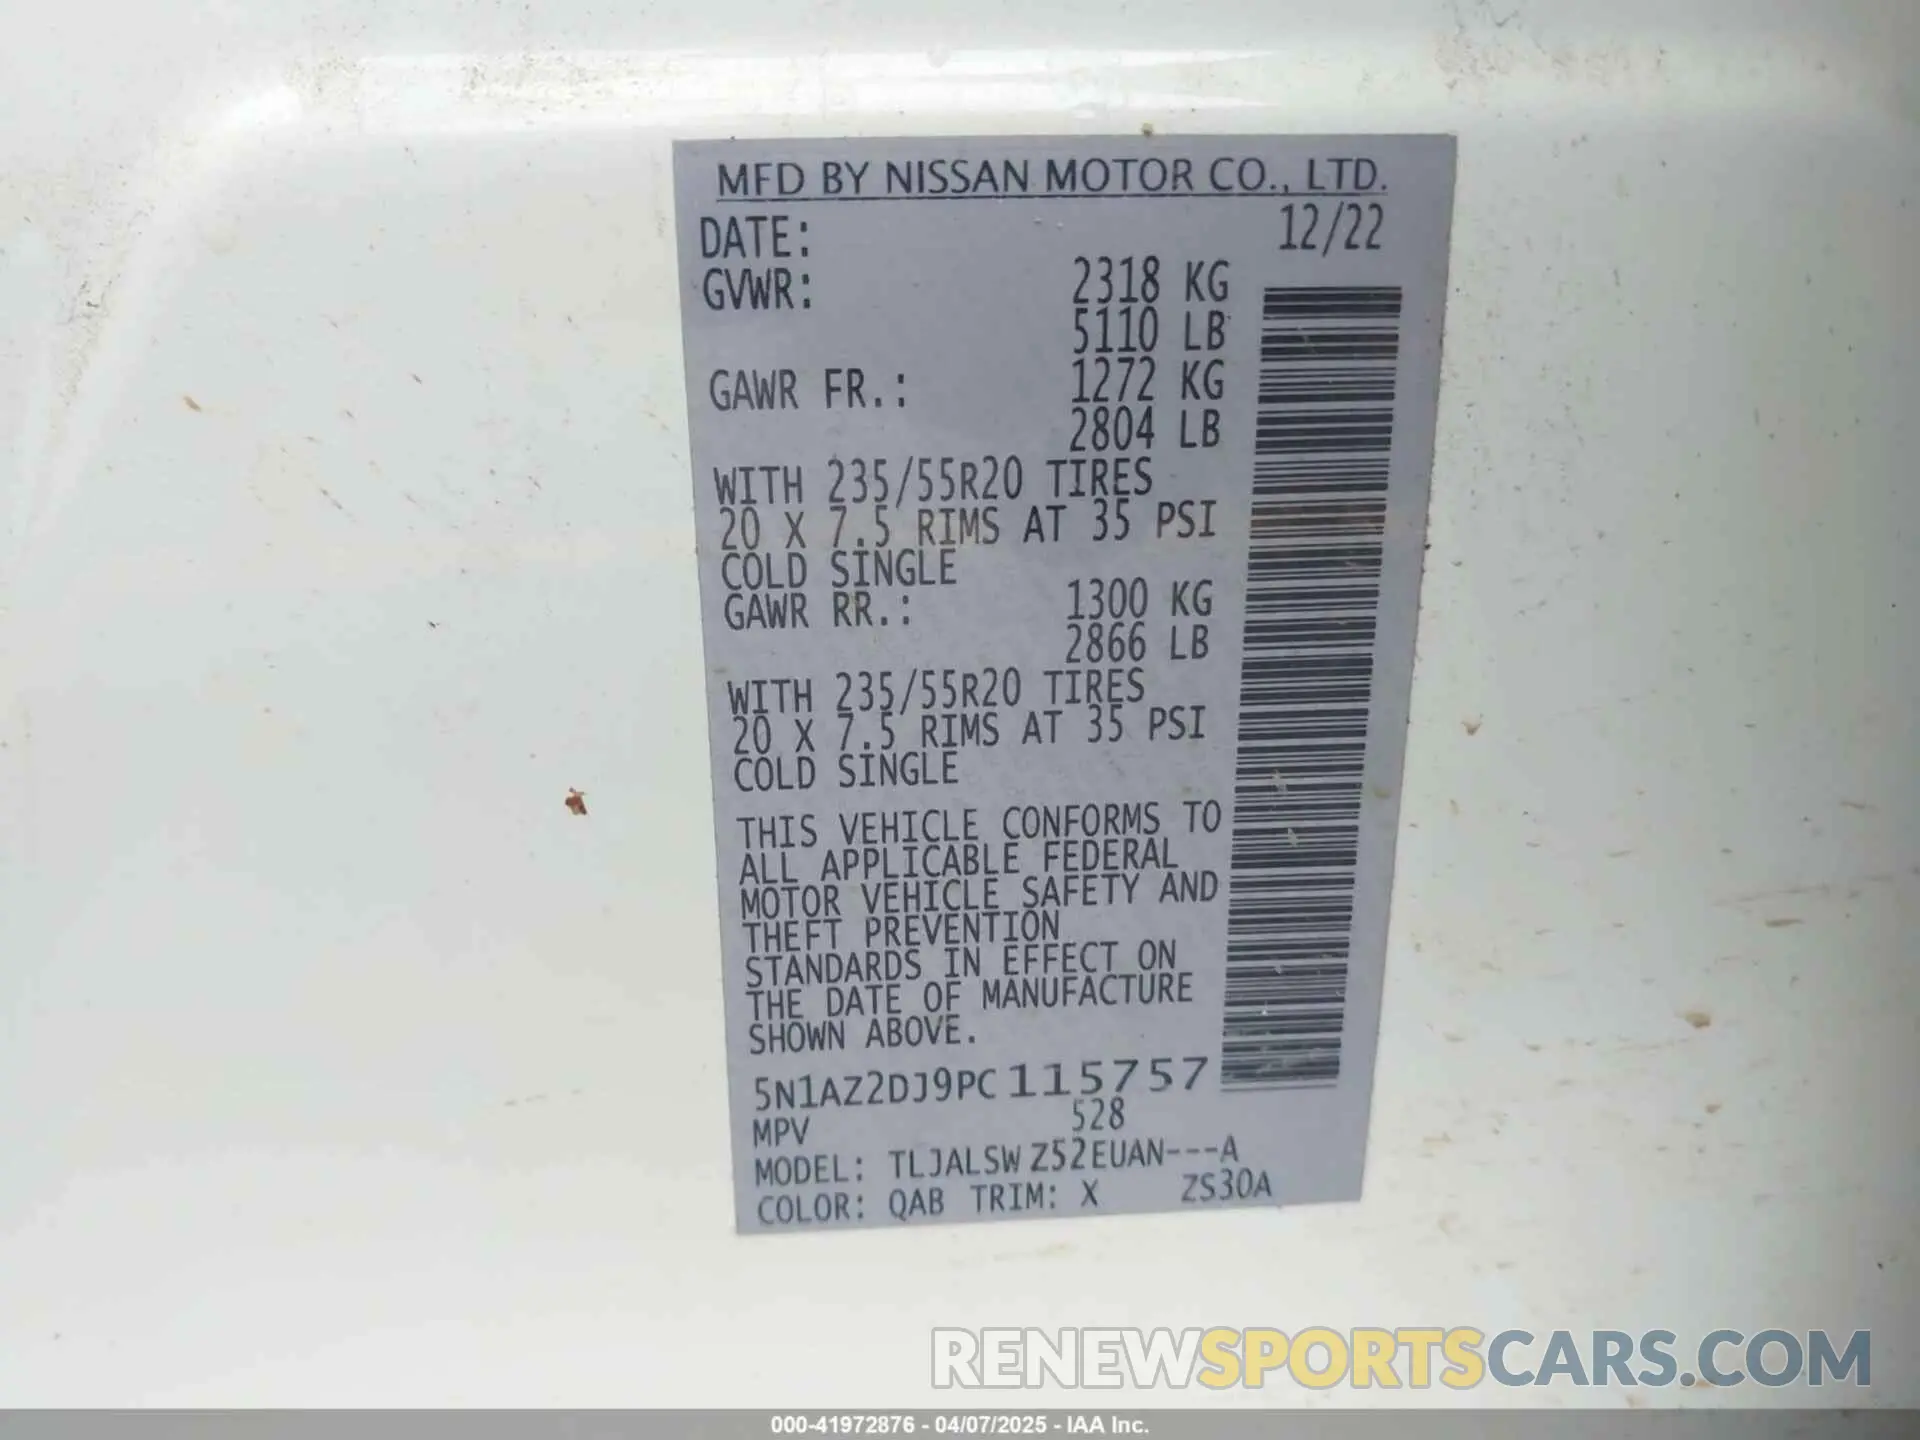 MFD BY NISSAN MOTOR CO., LTD.
DATE: 12/22
GVWR: 2318 KG
5110 LB
GAWR FR.: 1272 KG
2804 LB
WITH 235/55R20 TIRES
20 X 7.5 RIMS AT 35 PSI
COLD SINGLE
GAWR RR.: 1300 KG
2866 LB
WITH 235/55R20 TIRES
20 X 7.5 RIMS AT 35 PSI
COLD SINGLE
THIS VEHICLE CONFORMS TO
ALL APPLICABLE FEDERAL
MOTOR VEHICLE SAFETY AND
THEFT PREVENTION
STANDARDS IN EFFECT ON
THE DATE OF MANUFACTURE
SHOWN ABOVE.
5N1AZ2DJ9PC115757
MPV 528
MODEL: TLJALSW Z52EUAN---A
COLOR: QAB TRIM: X ZS30A
RENEWSPORTSCARS.COM
000-41972876 - 04/07/2025 - IAA Inc.